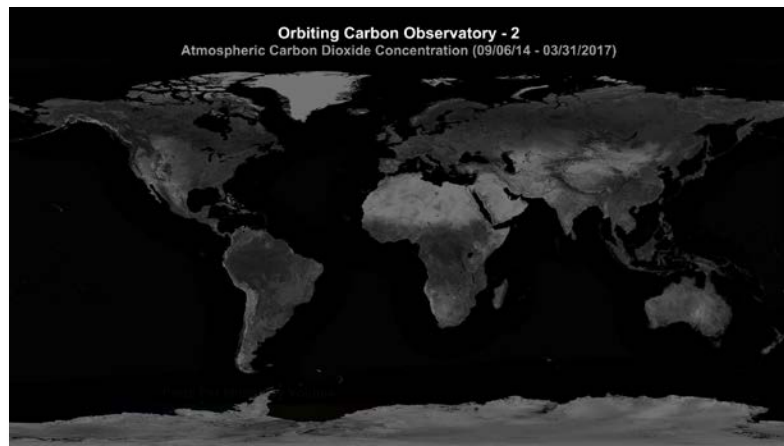 Orbiting Carbon Observatory - 2
Atmospheric Carbon Dioxide Concentration (09/06/14 - 03/31/2017)